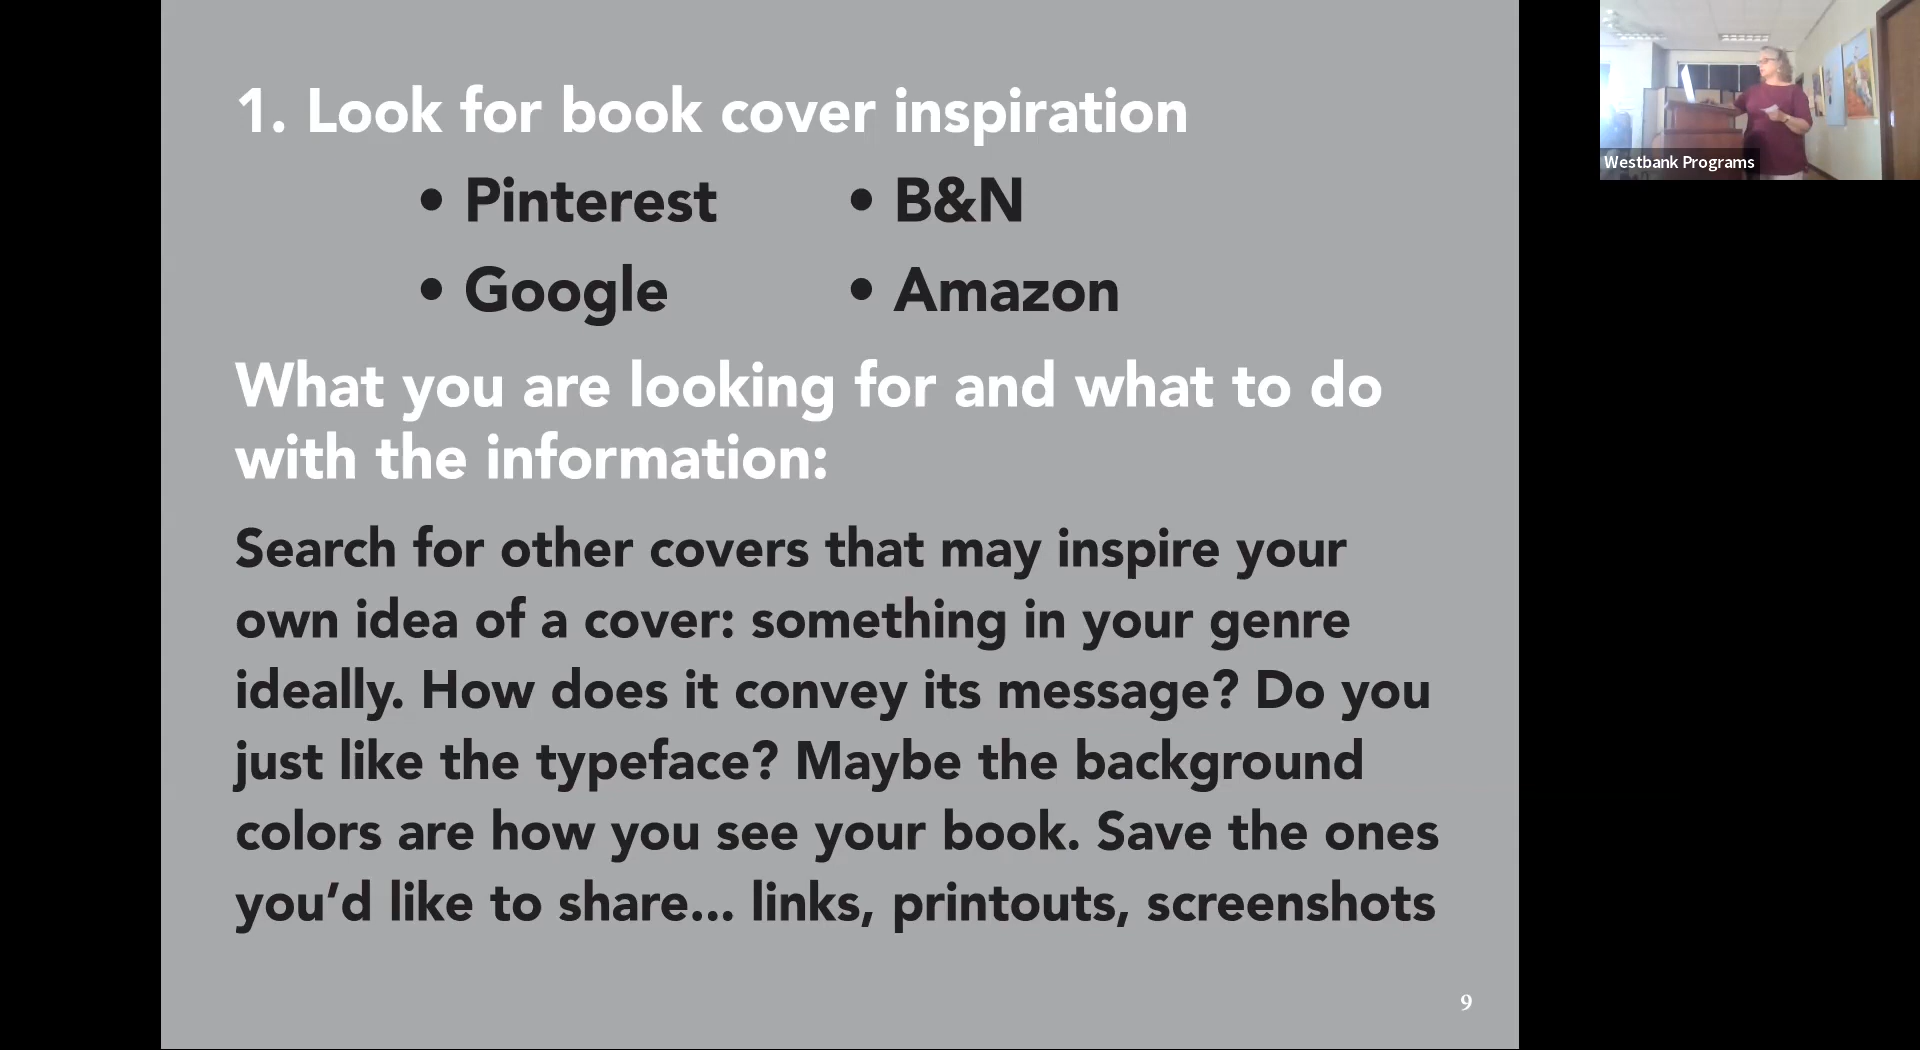 1. Look for book cover inspiration
• Pinterest • B&N
• Google • Amazon
What you are looking for and what to do
with the information:
Search for other covers that may inspire your
own idea of a cover: something in your genre
ideally. How does it convey its message? Do you
just like the typeface? Maybe the background
colors are how you see your book. Save the ones
you’d like to share... links, printouts, screenshots
9
Westbank Programs